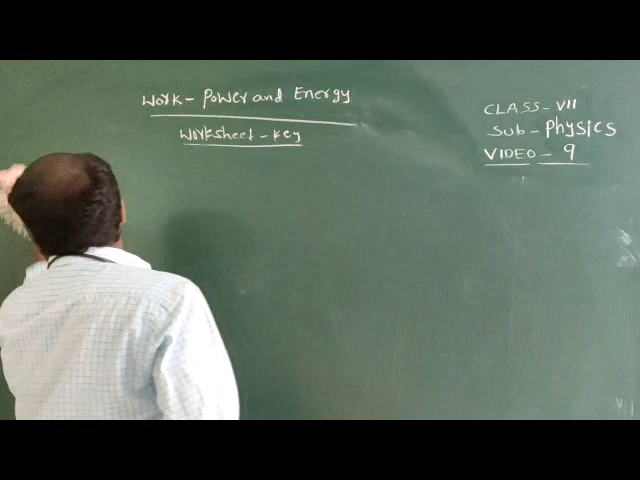 Work - Power and Energy
Worksheet - Key
CLASS - VII
Sub - Physics
VIDEO - 9